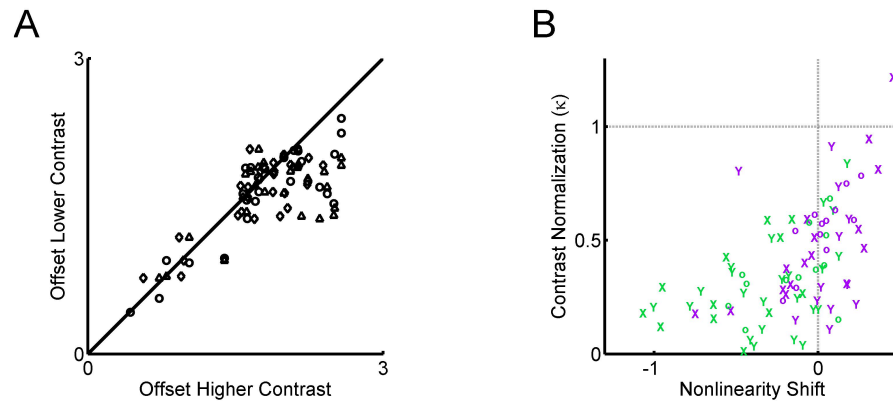 A
3
Offset Lower Contrast
0
0
3
Offset Higher Contrast
B
Contrast Normalization (κ)
1
0.5
0
-1
0
Nonlinearity Shift